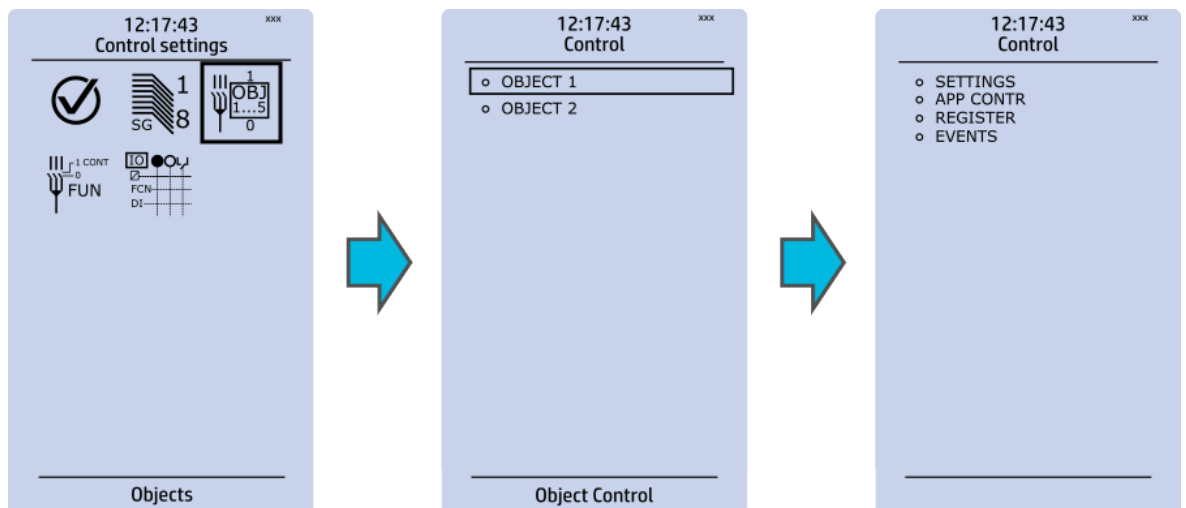 12:17:43 xxx
Control settings
1
SG 8
1
OBJ
1...5
0
1 CONT
0
FUN
IO
FCN
DI
Objects
12:17:43 xxx
Control
OBJECT 1
OBJECT 2
Object Control
12:17:43 xxx
Control
SETTINGS
APP CONTR
REGISTER
EVENTS